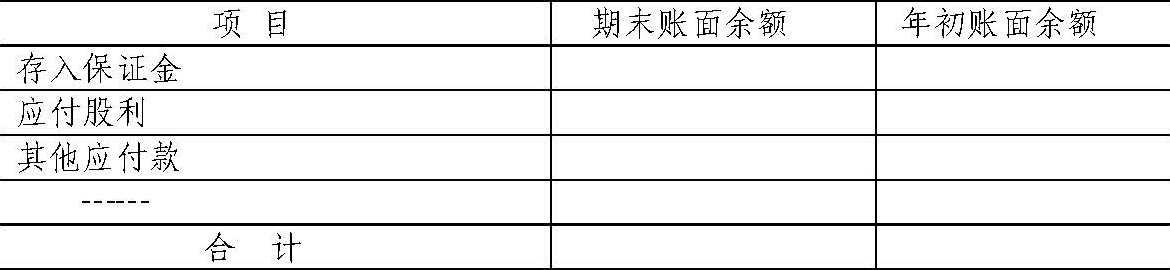 项 目 期末账面余额 年初账面余额
存入保证金
应付股利
其他应付款
------
合 计